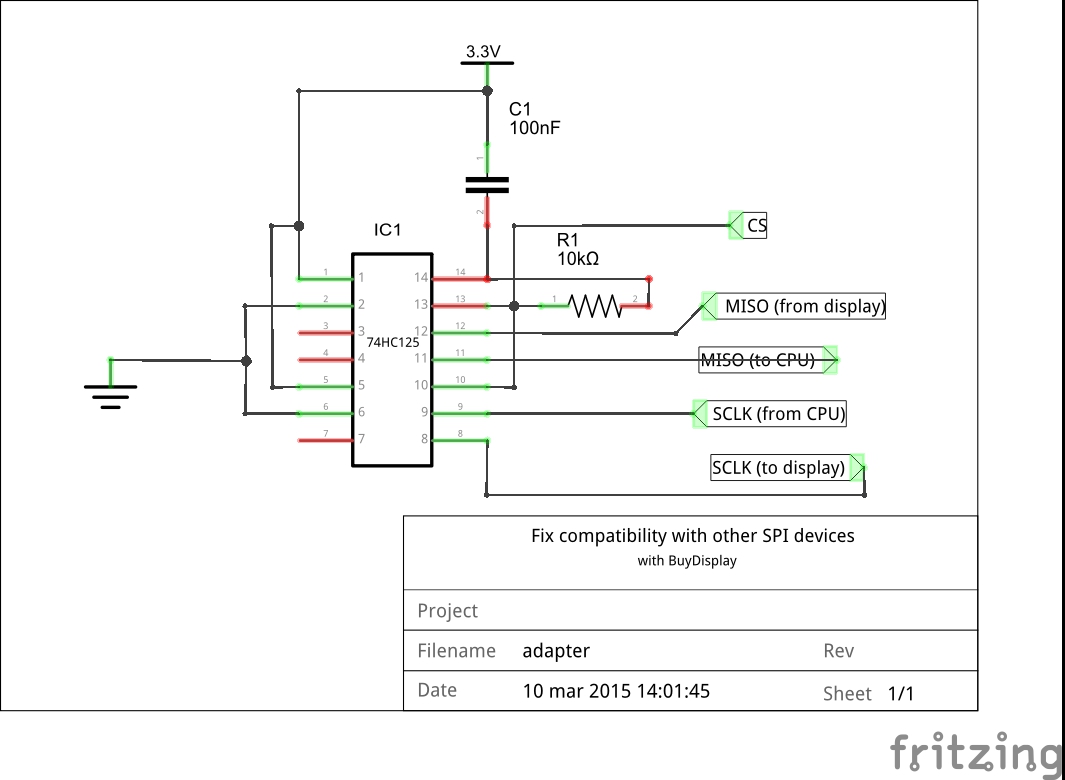 3.3V
C1
100nF
1
2
IC1
CS
R1
10kΩ
1 1 14 14
2 2 13 13 1 2
MISO (from display)
3 3 12 12
74HC125
4 4 11 11
MISO (to CPU)
5 5 10 10
6 6 9 9
SCLK (from CPU)
7 7 8 8
SCLK (to display)
Fix compatibility with other SPI devices
with BuyDisplay
Project
Filename adapter Rev
Date 10 mar 2015 14:01:45 Sheet 1/1
fritzing